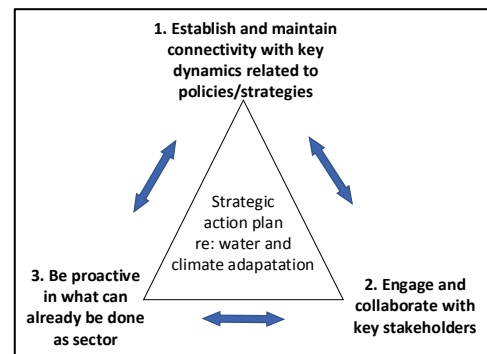 1. Establish and maintain
connectivity with key
dynamics related to
policies/strategies
Strategic
action plan
re: water and
climate adapatation
3. Be proactive
in what can
already be done
as sector
2. Engage and
collaborate with
key stakeholders